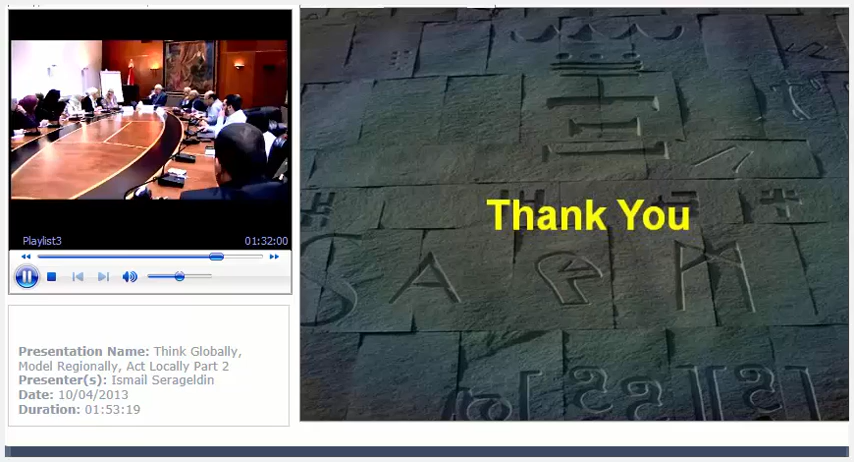 Playlist3
01:32:00
Presentation Name: Think Globally,
Model Regionally, Act Locally Part 2
Presenter(s): Ismail Serageldin
Date: 10/04/2013
Duration: 01:53:19
Thank You